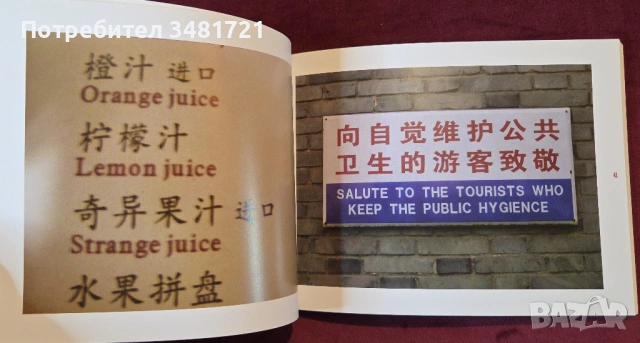 Потребител 3481721
橙汁 进口
Orange juice
柠檬汁
Lemon juice
奇异果汁 进口
Strange juice
水果拼盘
向自觉维护公共
卫生的游客致敬
SALUTE TO THE TOURISTS WHO
KEEP THE PUBLIC HYGIENCE
BAZAR